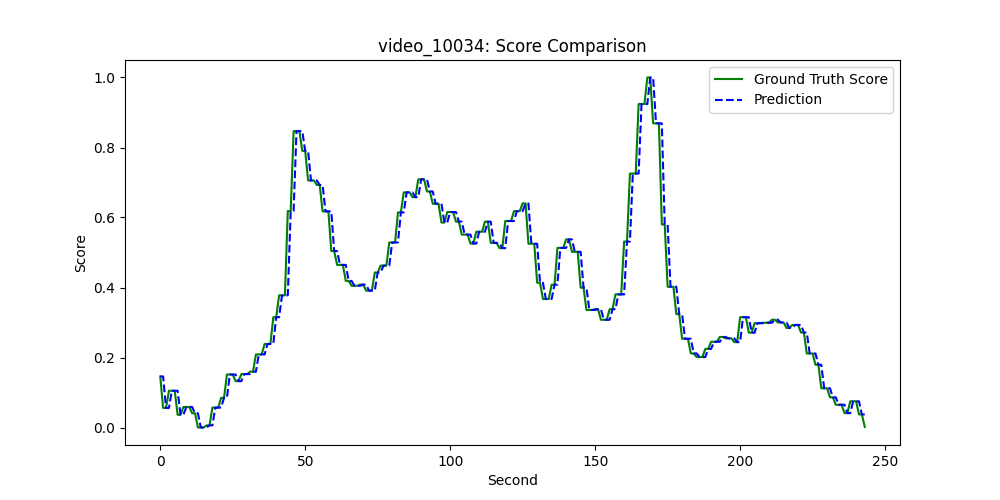 video_10034: Score Comparison
Ground Truth Score
Prediction
1.0
0.8
0.6
0.4
0.2
0.0
Score
0 50 100 150 200 250
Second